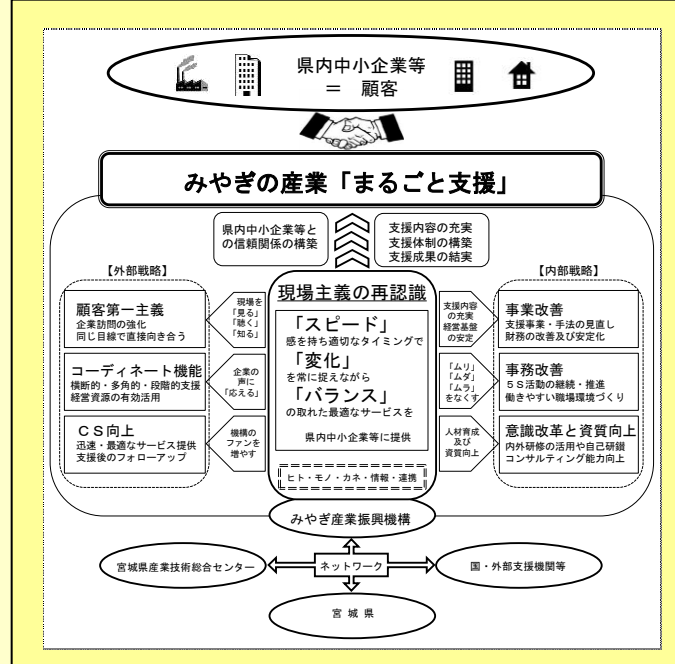 県内中小企業等
＝ 顧客
みやぎの産業「まるごと支援」
県内中小企業等と
の信頼関係の構築
支援内容の充実
支援体制の構築
支援成果の結実
【外部戦略】
顧客第一主義
企業訪問の強化
同じ目線で直接向き合う
コーディネート機能
横断的・多角的・段階的支援
経営資源の有効活用
ＣＳ向上
迅速・最適なサービス提供
支援後のフォローアップ
現場を
「見る」
「聴く」
「知る」
企業の
声に
「応える」
機構の
ファンを
増やす
現場主義の再認識
「スピード」
感を持ち適切なタイミングで
「変化」
を常に捉えながら
「バランス」
の取れた最適なサービスを
県内中小企業等に提供
ヒト・モノ・カネ・情報・連携
【内部戦略】
支援内容
の充実
経営基盤
の安定
「ムリ」
「ムダ」
「ムラ」
をなくす
人材育成
及び
資質向上
事業改善
支援事業・手法の見直し
財務の改善及び安定化
事務改善
５Ｓ活動の継続・推進
働きやすい職場環境づくり
意識改革と資質向上
内外研修の活用や自己研鑽
コンサルティング能力向上
みやぎ産業振興機構
宮城県産業技術総合センター
ネットワーク
国・外部支援機関等
宮 城 県